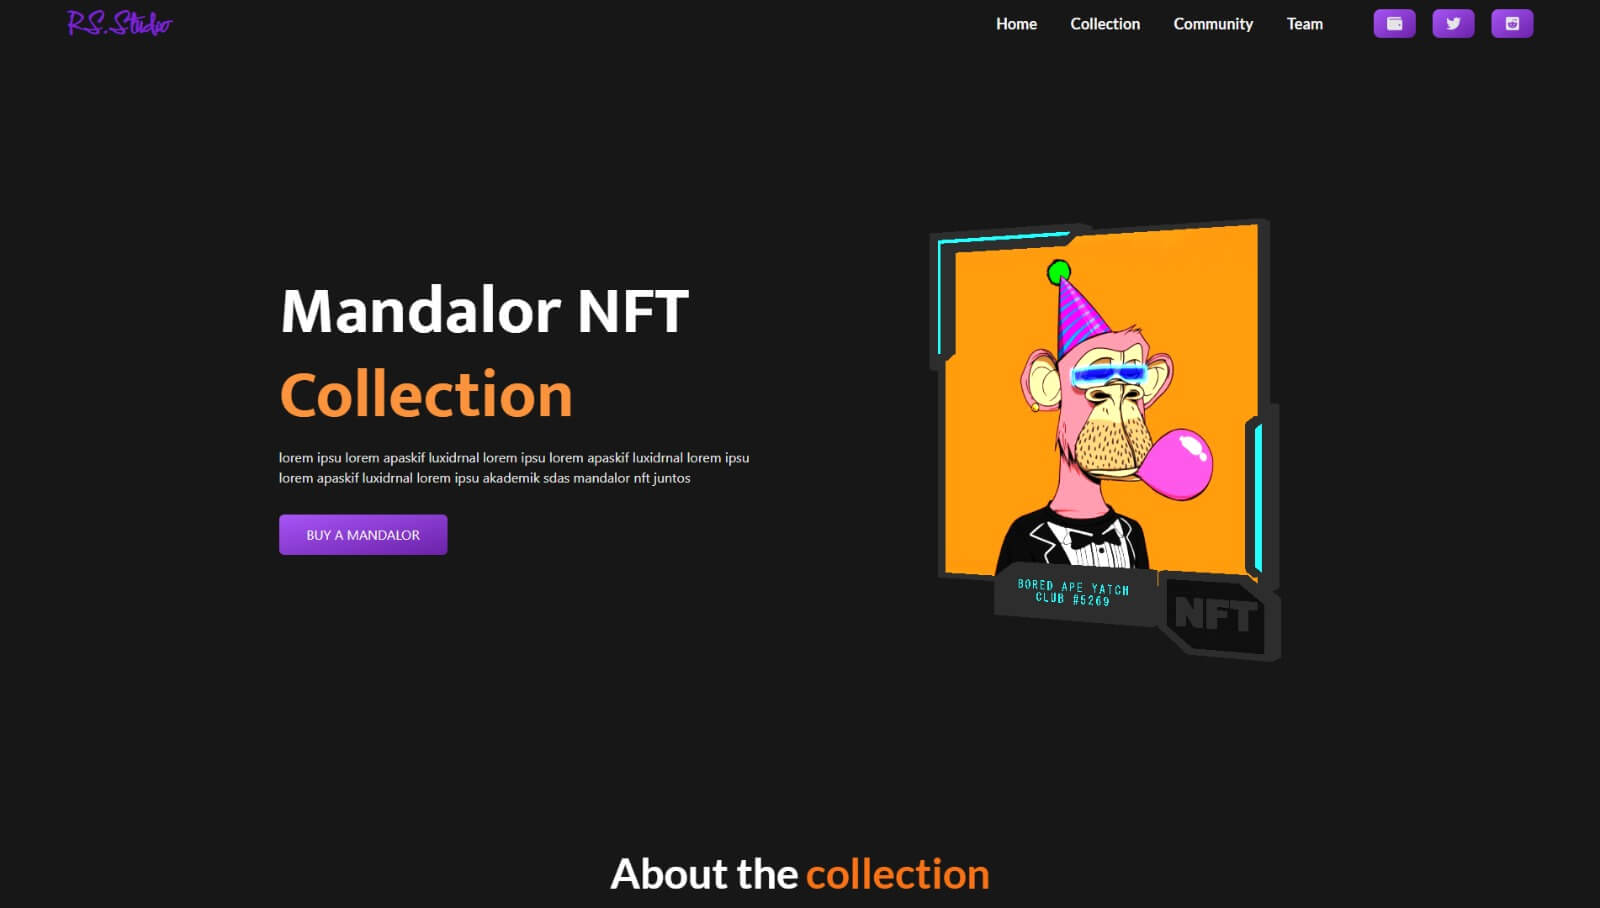 RS.Studio
Home
Collection
Community
Team
Mandalor NFT
Collection
lorem ipsu lorem apaskif luxidrnal lorem ipsu lorem apaskif luxidrnal lorem ipsu
lorem apaskif luxidrnal lorem ipsu akademik sdas mandalor nft juntos
BUY A MANDALOR
BORED APE YATCH
CLUB #5269
NFT
About the collection